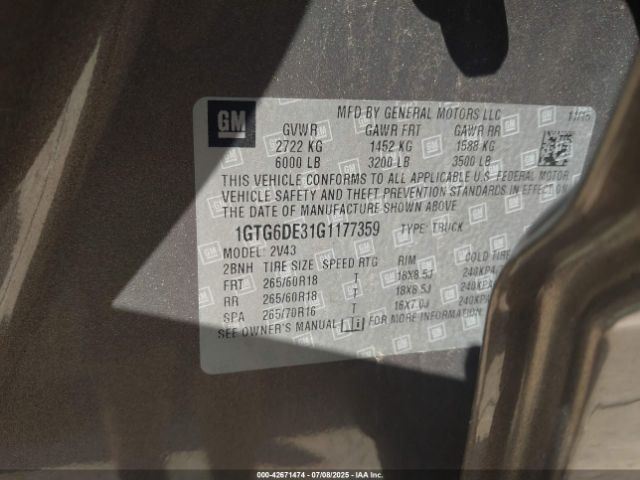 GM
MFD BY GENERAL MOTORS LLC
GVWR GAWR FRT GAWR RR
2722 KG 1452 KG 1588 KG
6000 LB 3200 LB 3500 LB
THIS VEHICLE CONFORMS TO ALL APPLICABLE U.S. FEDERAL MOTOR
VEHICLE SAFETY AND THEFT PREVENTION STANDARDS IN EFFECT ON
THE DATE OF MANUFACTURE SHOWN ABOVE.
1GTG6DE31G1177359 TYPE: TRUCK
MODEL: 2V43
2BNH TIRE SIZE SPEED RTG RIM COLD TIRE
FRT 265/60R18 T 18X8.5J 240KPA
RR 265/60R18 T 18X8.5J 240KPA
SPA 265/70R16 T 16X7.0J 240KPA
SEE OWNER'S MANUAL FOR MORE INFORMATION.
000-42671474 | 07/08/2025 - IAA Inc.